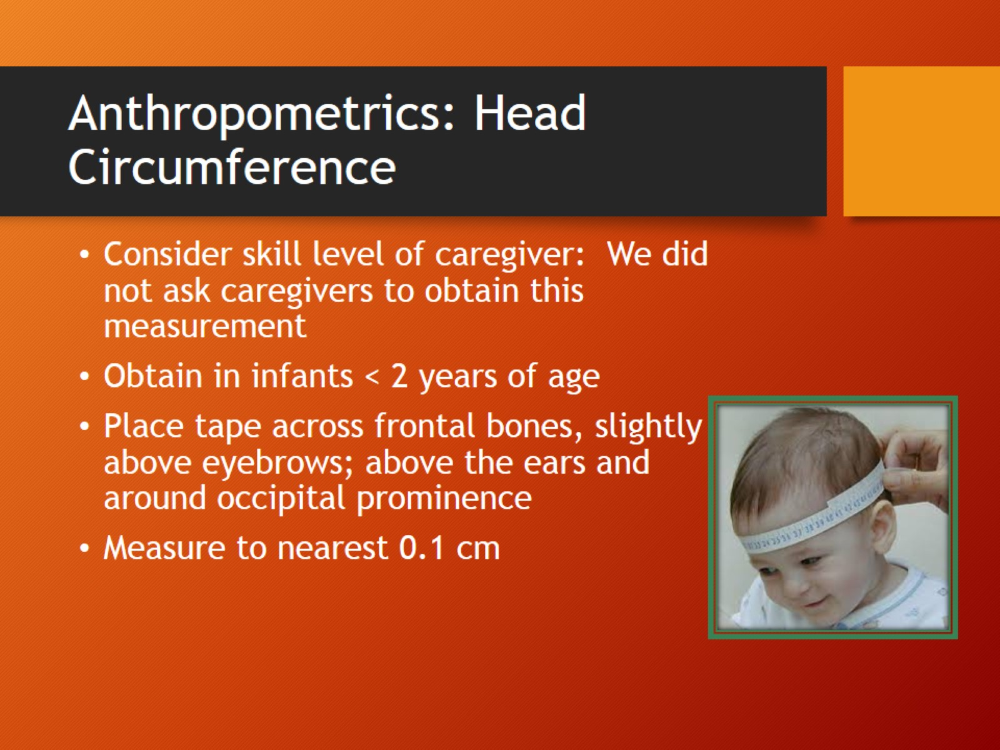 Anthropometrics: Head
Circumference
• Consider skill level of caregiver:  We did
not ask caregivers to obtain this
measurement
• Obtain in infants < 2 years of age
• Place tape across frontal bones, slightly
above eyebrows; above the ears and
around occipital prominence
• Measure to nearest 0.1 cm